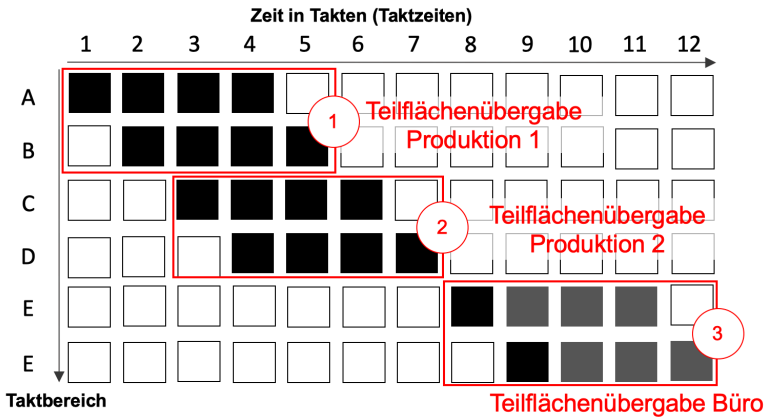 Zeit in Takten (Taktzeiten)
1 2 3 4 5 6 7 8 9 10 11 12
A
1
Teilflächenübergabe
Produktion 1
B
C
2
Teilflächenübergabe
Produktion 2
D
E
3
E
Taktbereich
Teilflächenübergabe Büro